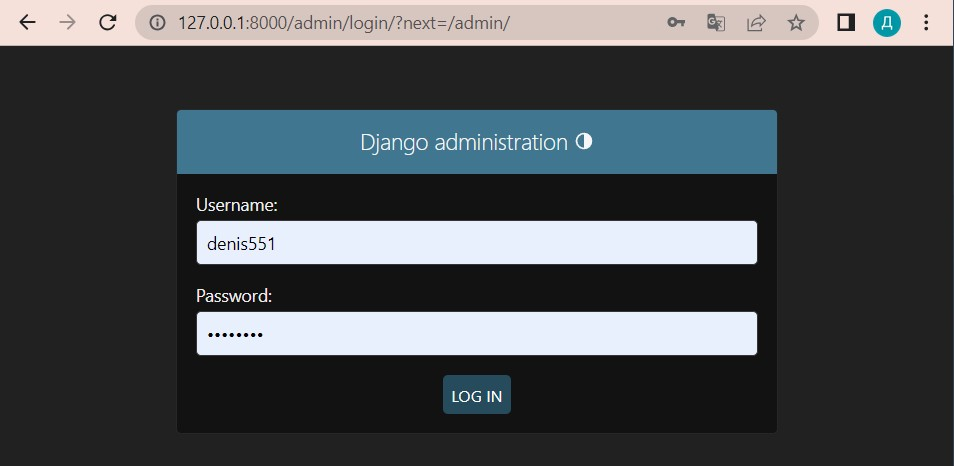 127.0.0.1:8000/admin/login/?next=/admin/
Д
Django administration
Username:
denis551
Password:
••••••••
LOG IN